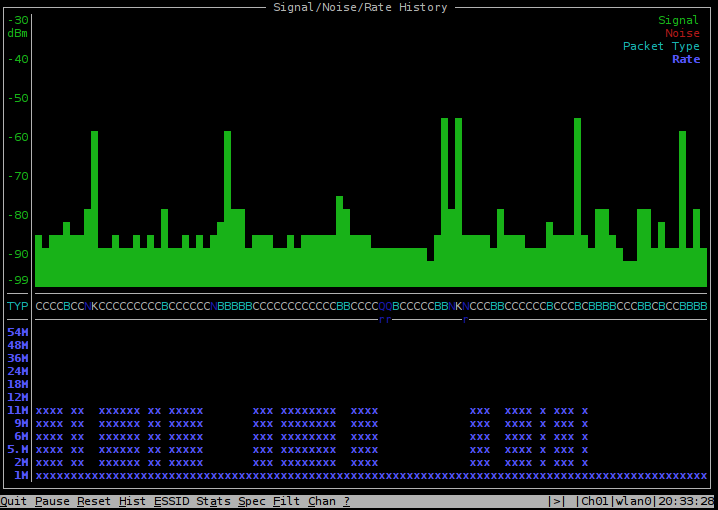 Signal/Noise/Rate History
-30 Signal
dBm Noise
Packet Type
-40 Rate
-50
-60
-70
-80
-90
-99
TYP CCCCBCCNKCCCCCCCCCBCCCCCCNBBBBBCCCCCCCCCCCCBBCCCCQQBCCCCCBBNKNCCCBBCCCCCCBCCCBCBBBBCCCBBCBCCBBBB
rr r
54M
48M
36M
24M
18M
12M
11M xxxx xx  xxxxxx xx xxxxx       xxx xxxxxxxx  xxxx             xxx  xxxx x xxx x
9M xxxx xx  xxxxxx xx xxxxx       xxx xxxxxxxx  xxxx             xxx  xxxx x xxx x
6M xxxx xx  xxxxxx xx xxxxx       xxx xxxxxxxx  xxxx             xxx  xxxx x xxx x
5.M xxxx xx  xxxxxx xx xxxxx       xxx xxxxxxxx  xxxx             xxx  xxxx x xxx x
2M xxxx xx  xxxxxx xx xxxxx       xxx xxxxxxxx  xxxx             xxx  xxxx x xxx x
1M xxxxxxxxxxxxxxxxxxxxxxxxxxxxxxxxxxxxxxxxxxxxxxxxxxxxxxxxxxxxxxxxxxxxxxxxxxxxxxxxxxxxxxxxxxxxxxxx
Quit Pause Reset Hist ESSID Stats Spec Filt Chan ? |>| |Ch01|wlan0|20:33:28